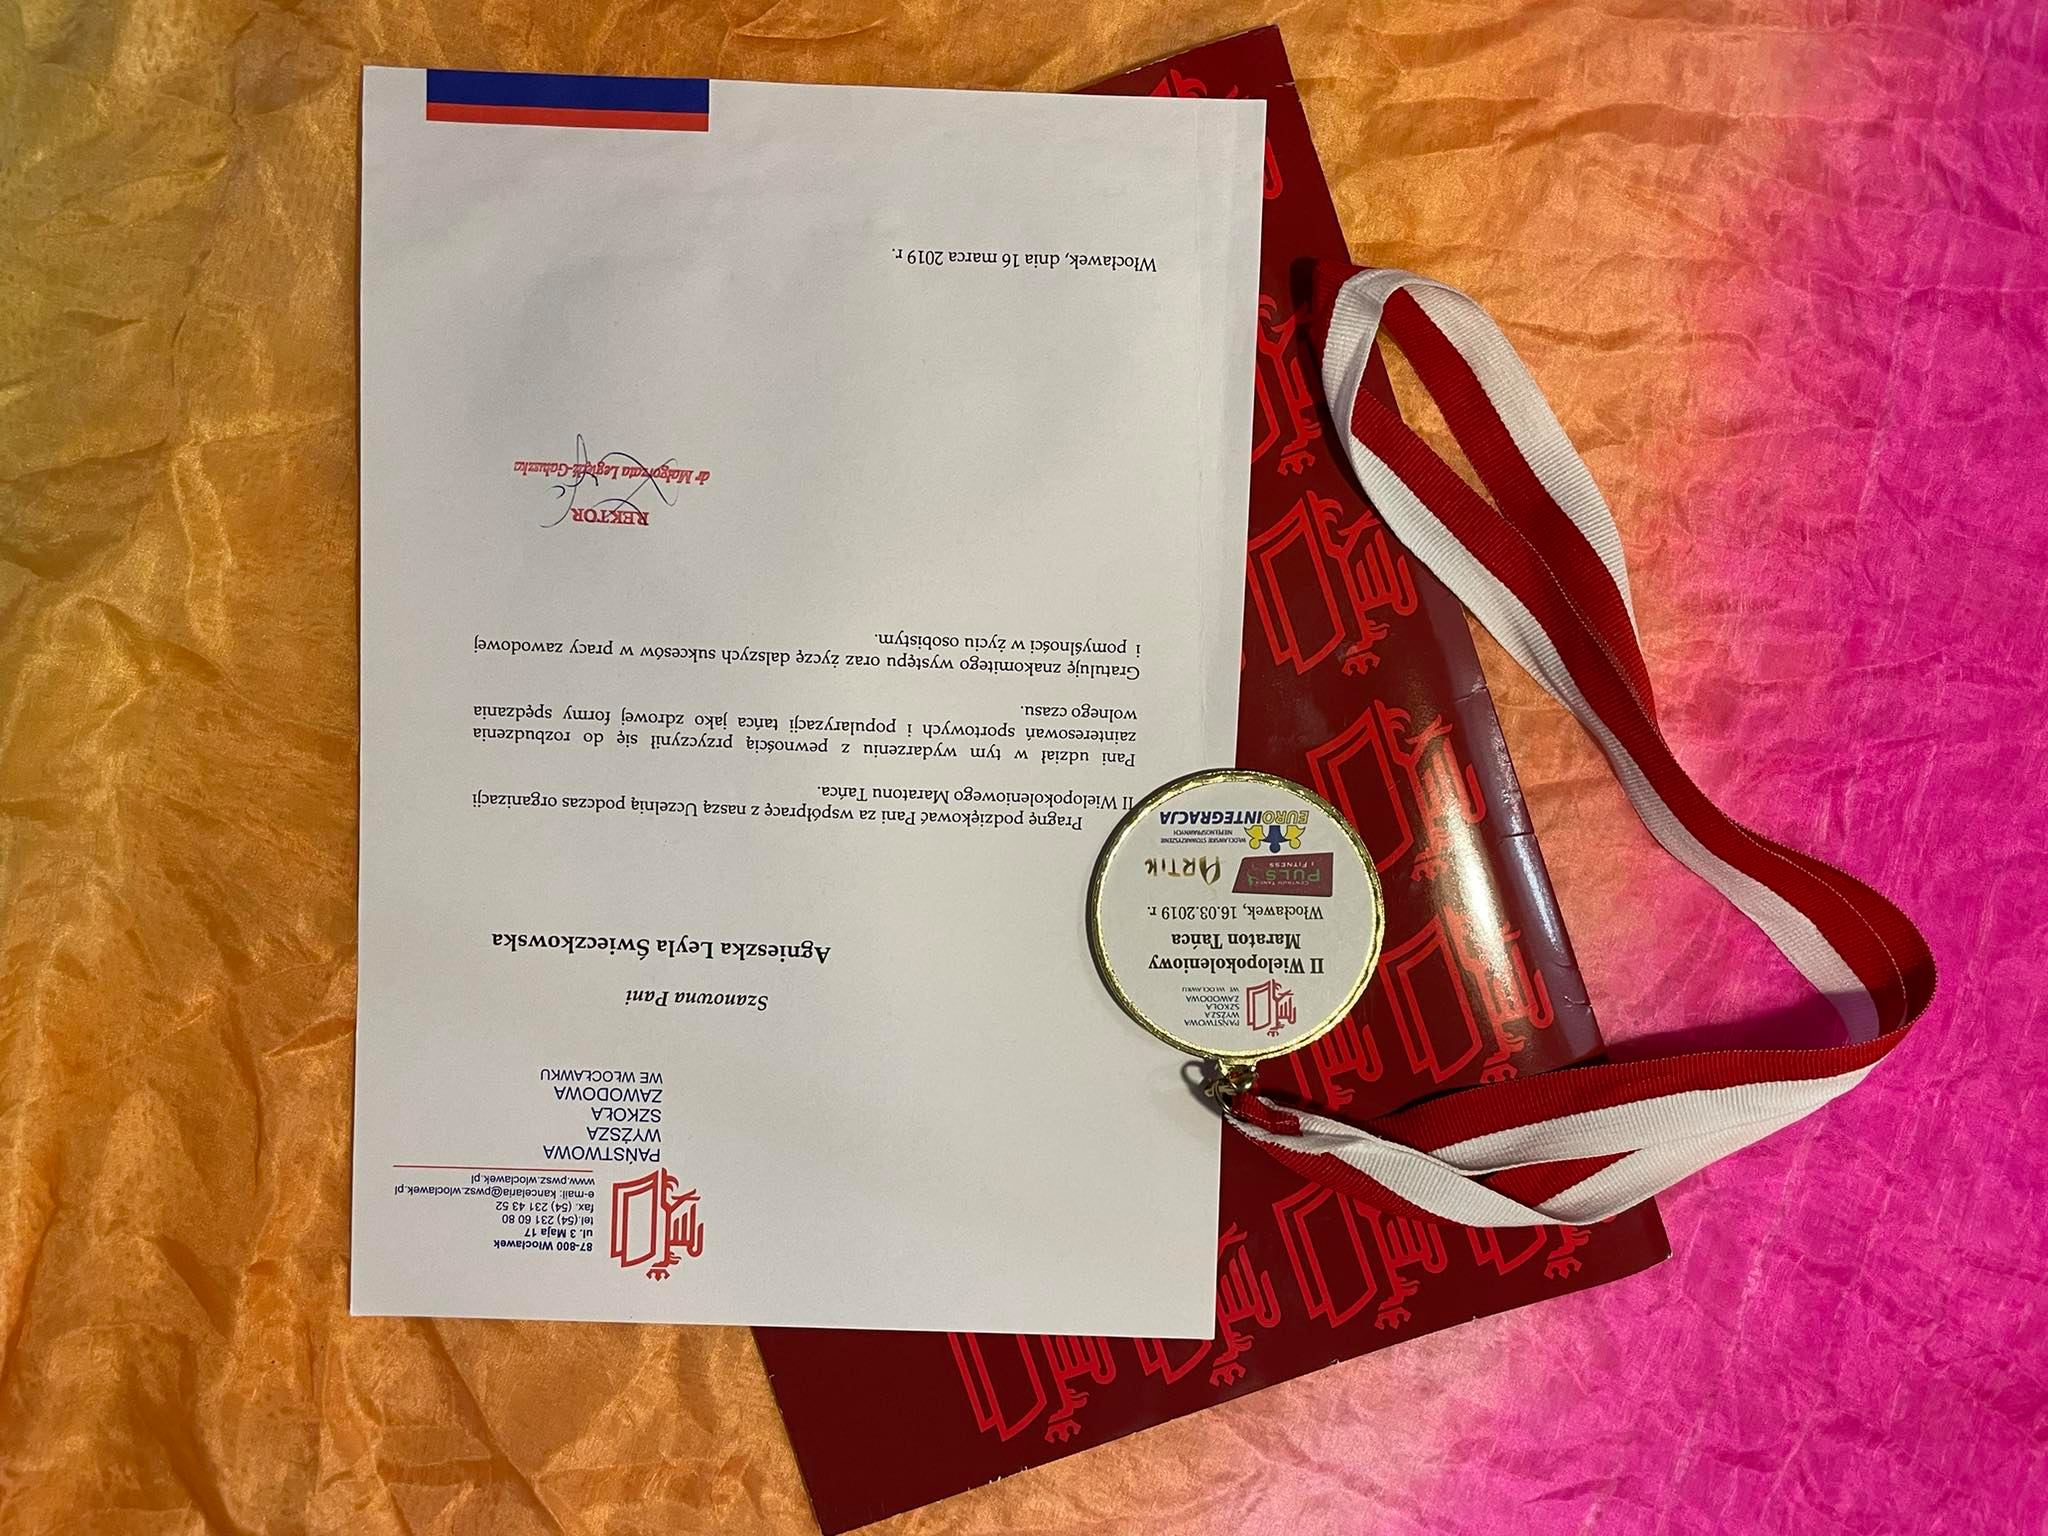 PAŃSTWOWA
WYŻSZA
SZKOŁA
ZAWODOWA
WE WŁOCŁAWKU
II Wielopokoleniowy
Maraton Tańca
Włocławek, 16.03.2019 r.
CENTRUM TAŃCA
PULS
I FITNESS
ARTIK
WŁOCŁAWSKIE STOWARZYSZENIE
NIEPEŁNOSPRAWNYCH
EUROINTEGRACJA
87-800 Włocławek
ul. 3 Maja 17
tel.(54) 231 60 80
fax. (54) 231 43 52
e-mail: kancelaria@pwsz.wloclawek.pl
www.pwsz.wloclawek.pl
PAŃSTWOWA
WYŻSZA
SZKOŁA
ZAWODOWA
WE WŁOCŁAWKU
Szanowna Pani
Agnieszka Leyla Świeczkowska
Pragnę podziękować Pani za współpracę z naszą Uczelnią podczas organizacji
II Wielopokoleniowego Maratonu Tańca.
Pani udział w tym wydarzeniu z pewnością przyczynił się do rozbudzenia
zainteresowań sportowych i popularyzacji tańca jako zdrowej formy spędzania
wolnego czasu.
Gratuluję znakomitego występu oraz życzę dalszych sukcesów w pracy zawodowej
i pomyślności w życiu osobistym.
REKTOR
dr Małgorzata Legiędź-Gałuszka
Włocławek, dnia 16 marca 2019 r.